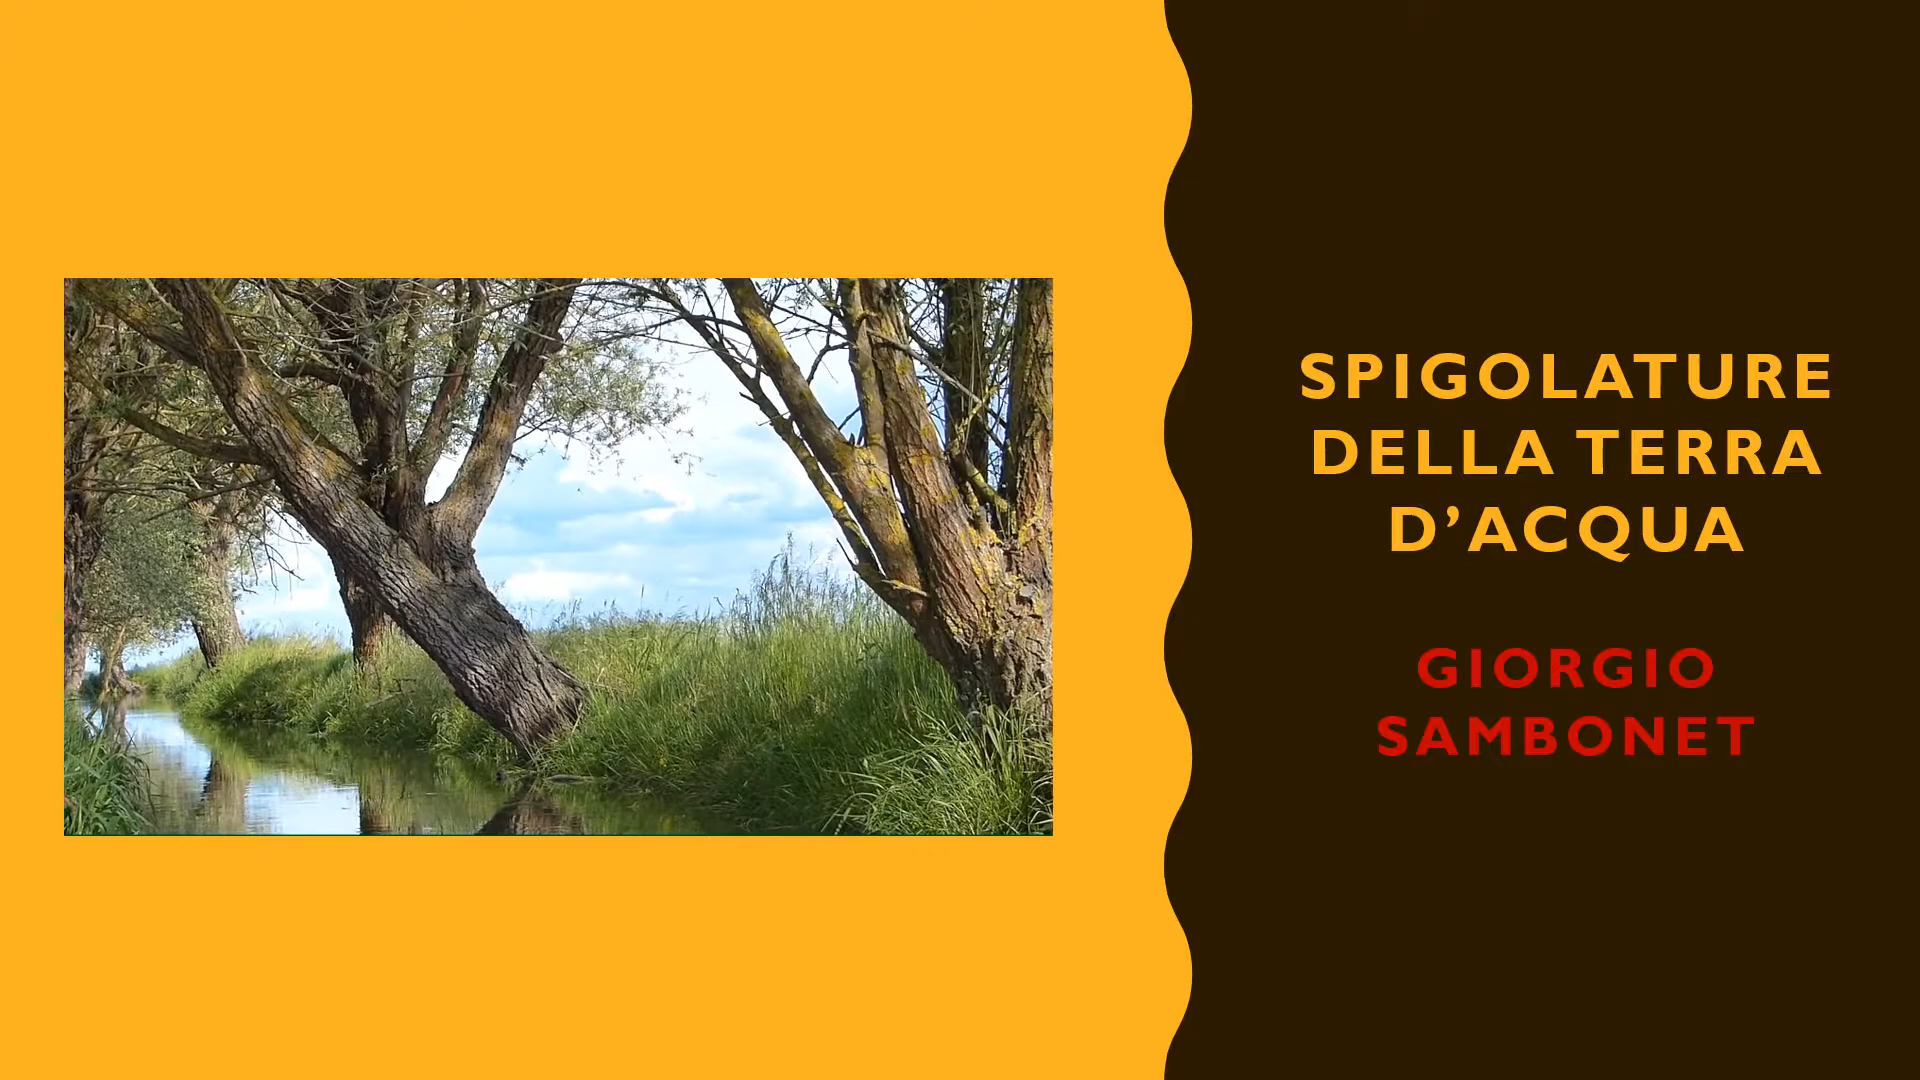 SPIGOLATURE
DELLA TERRA
D’ACQUA
GIORGIO
SAMBONET